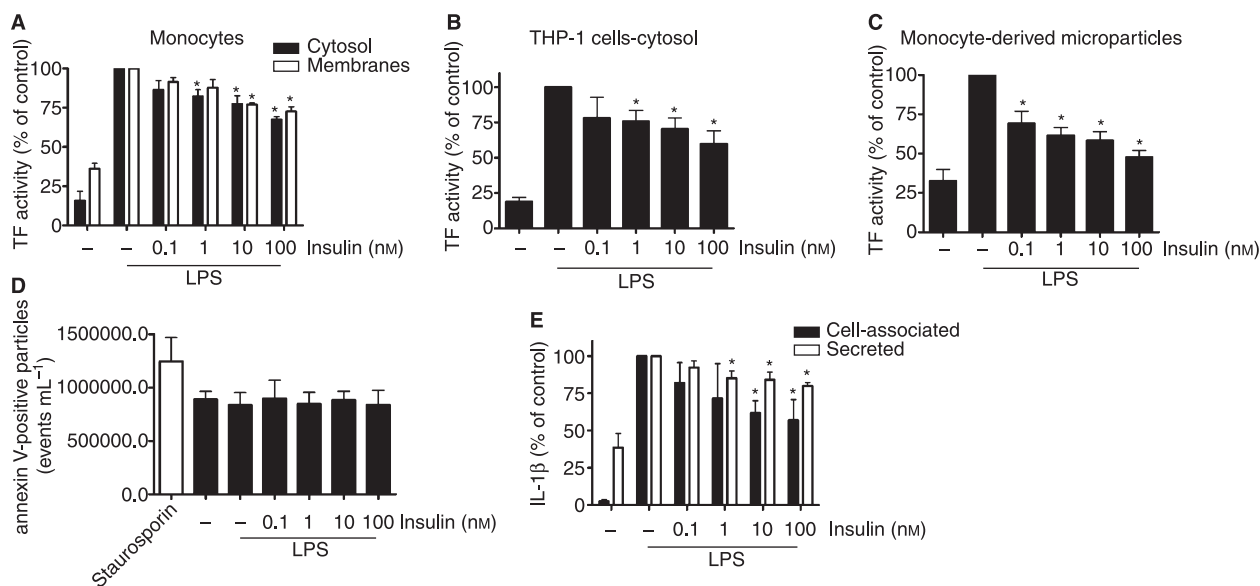 A
Monocytes
Cytosol
Membranes
TF activity (% of control)
100
75
50
25
0
* * * * *
– – 0.1 1 10 100 Insulin (nM)
LPS
B
THP-1 cells-cytosol
TF activity (% of control)
100
75
50
25
0
* * *
– – 0.1 1 10 100 Insulin (nM)
LPS
C
Monocyte-derived microparticles
TF activity (% of control)
100
75
50
25
0
* * * *
– – 0.1 1 10 100 Insulin (nM)
LPS
D
annexin V-positive particles
(events mL–1)
1500000.0
1000000.0
500000.0
0.0
Staurosporin
– – 0.1 1 10 100 Insulin (nM)
LPS
E
Cell-associated
Secreted
IL-1β (% of control)
100
75
50
25
0
* * * * *
– – 0.1 1 10 100 Insulin (nM)
LPS